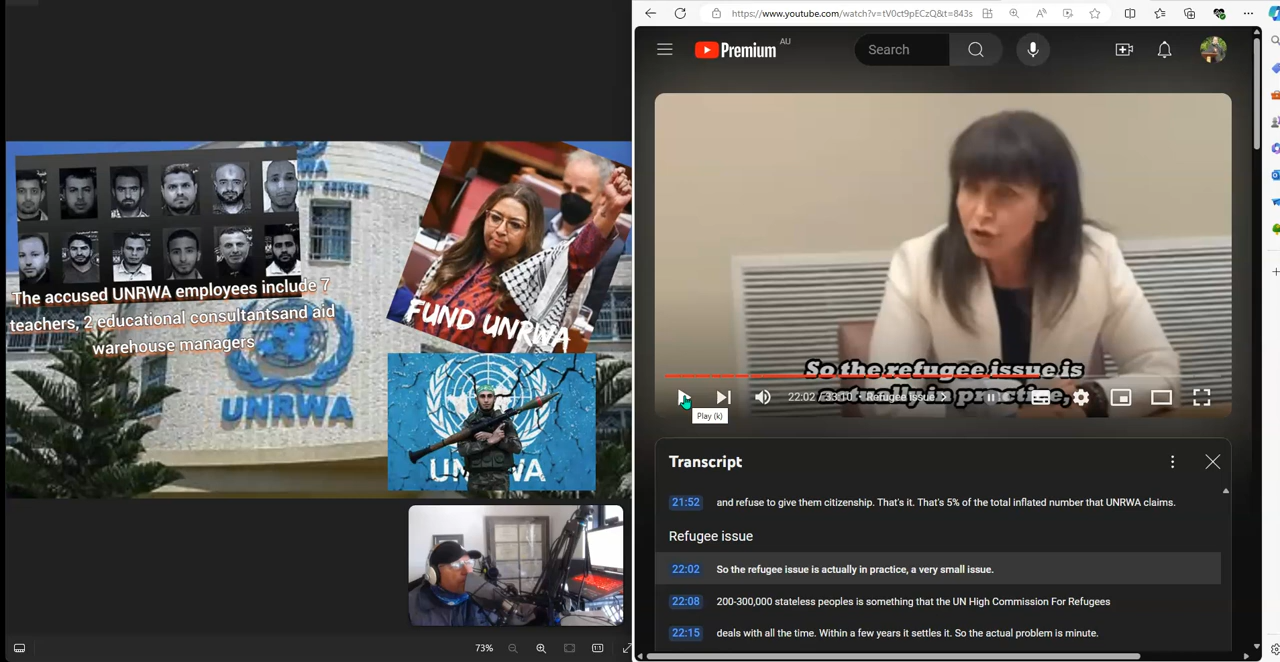 https://www.youtube.com/watch?v=tV0ct9pECzQ&t=843s
Premium
AU
Search
The accused UNRWA employees include 7
teachers, 2 educational consultantsand aid
warehouse managers
UNRWA
FUND UNRWA
So the refugee issue is
actually in practice,
22:02 / 33:10 • Refugee issue
Play (k)
Transcript
21:52 and refuse to give them citizenship. That's it. That's 5% of the total inflated number that UNRWA claims.
Refugee issue
22:02 So the refugee issue is actually in practice, a very small issue.
22:08 200-300,000 stateless peoples is something that the UN High Commission For Refugees
22:15 deals with all the time. Within a few years it settles it. So the actual problem is minute.
73%